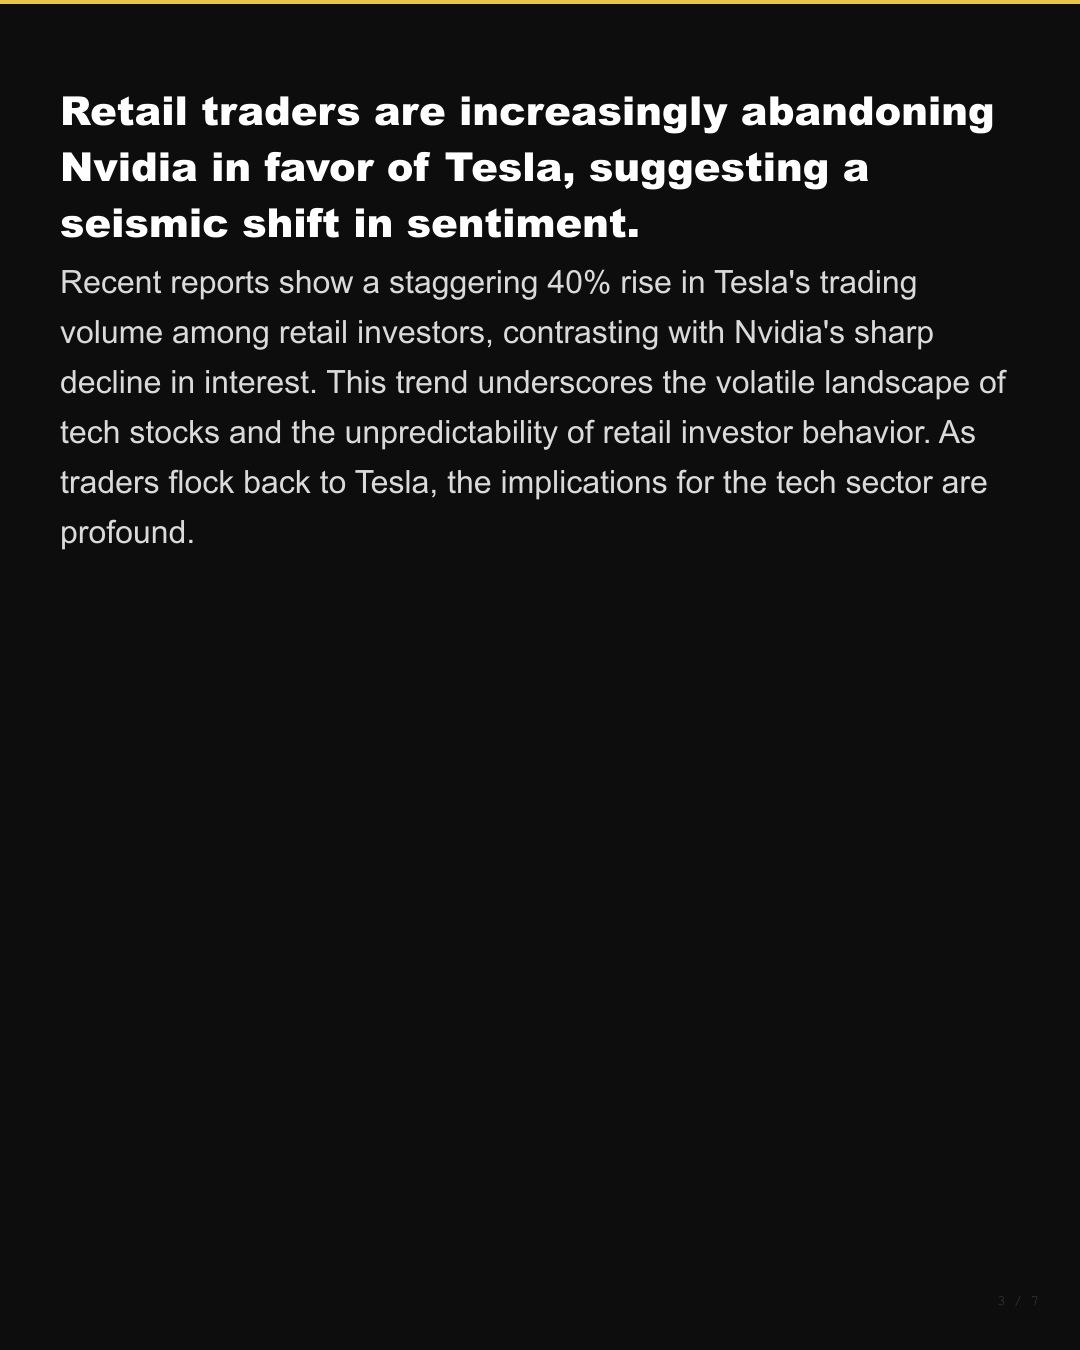 Retail traders are increasingly abandoning
Nvidia in favor of Tesla, suggesting a
seismic shift in sentiment.
Recent reports show a staggering 40% rise in Tesla's trading
volume among retail investors, contrasting with Nvidia's sharp
decline in interest. This trend underscores the volatile landscape of
tech stocks and the unpredictability of retail investor behavior. As
traders flock back to Tesla, the implications for the tech sector are
profound.
3 / 7